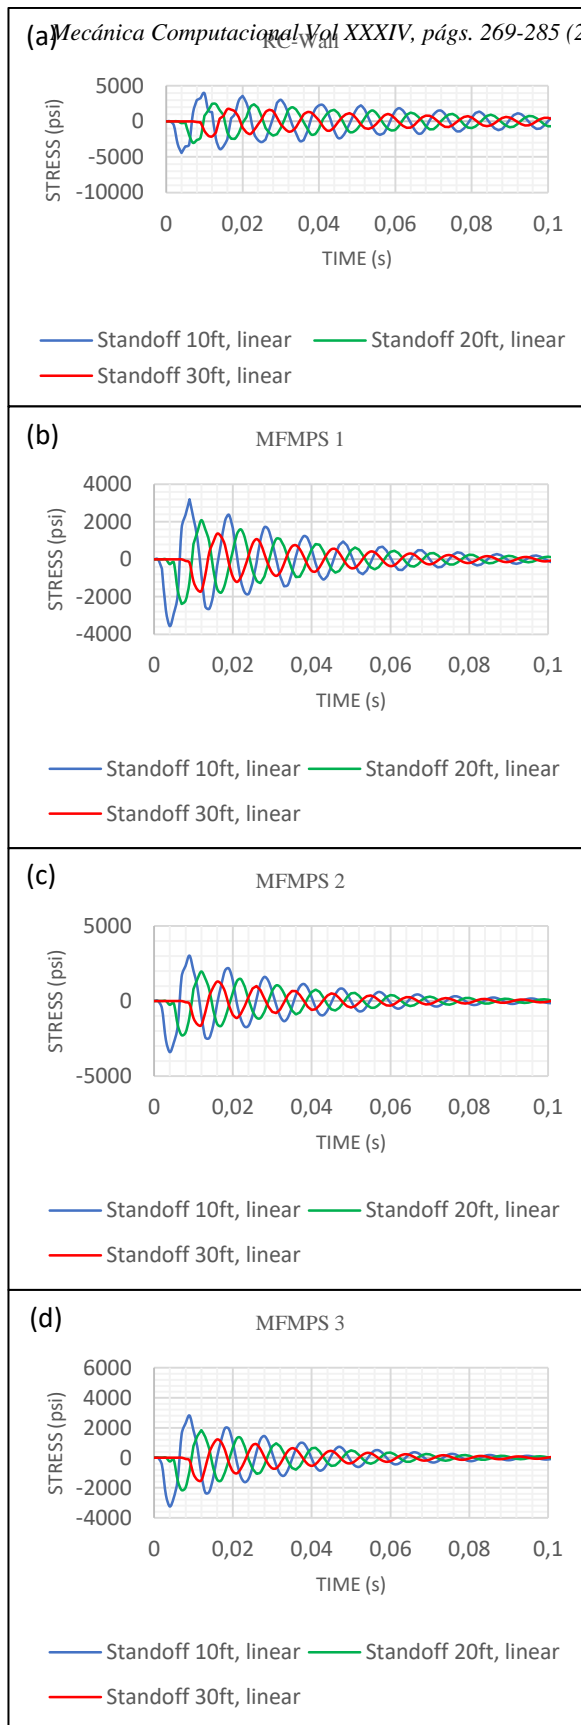 (a)
Mecánica Computacional Vol XXXIV, págs. 269-285 (2
RC-Wall
5000
0
-5000
-10000
STRESS (psi)
0 0,02 0,04 0,06 0,08 0,1
TIME (s)
Standoff 10ft, linear Standoff 20ft, linear
Standoff 30ft, linear
(b)
MFMPS 1
4000
2000
0
-2000
-4000
STRESS (psi)
0 0,02 0,04 0,06 0,08 0,1
TIME (s)
Standoff 10ft, linear Standoff 20ft, linear
Standoff 30ft, linear
(c)
MFMPS 2
5000
0
-5000
STRESS (psi)
0 0,02 0,04 0,06 0,08 0,1
TIME (s)
Standoff 10ft, linear Standoff 20ft, linear
Standoff 30ft, linear
(d)
MFMPS 3
6000
4000
2000
0
-2000
-4000
STRESS (psi)
0 0,02 0,04 0,06 0,08 0,1
TIME (s)
Standoff 10ft, linear Standoff 20ft, linear
Standoff 30ft, linear